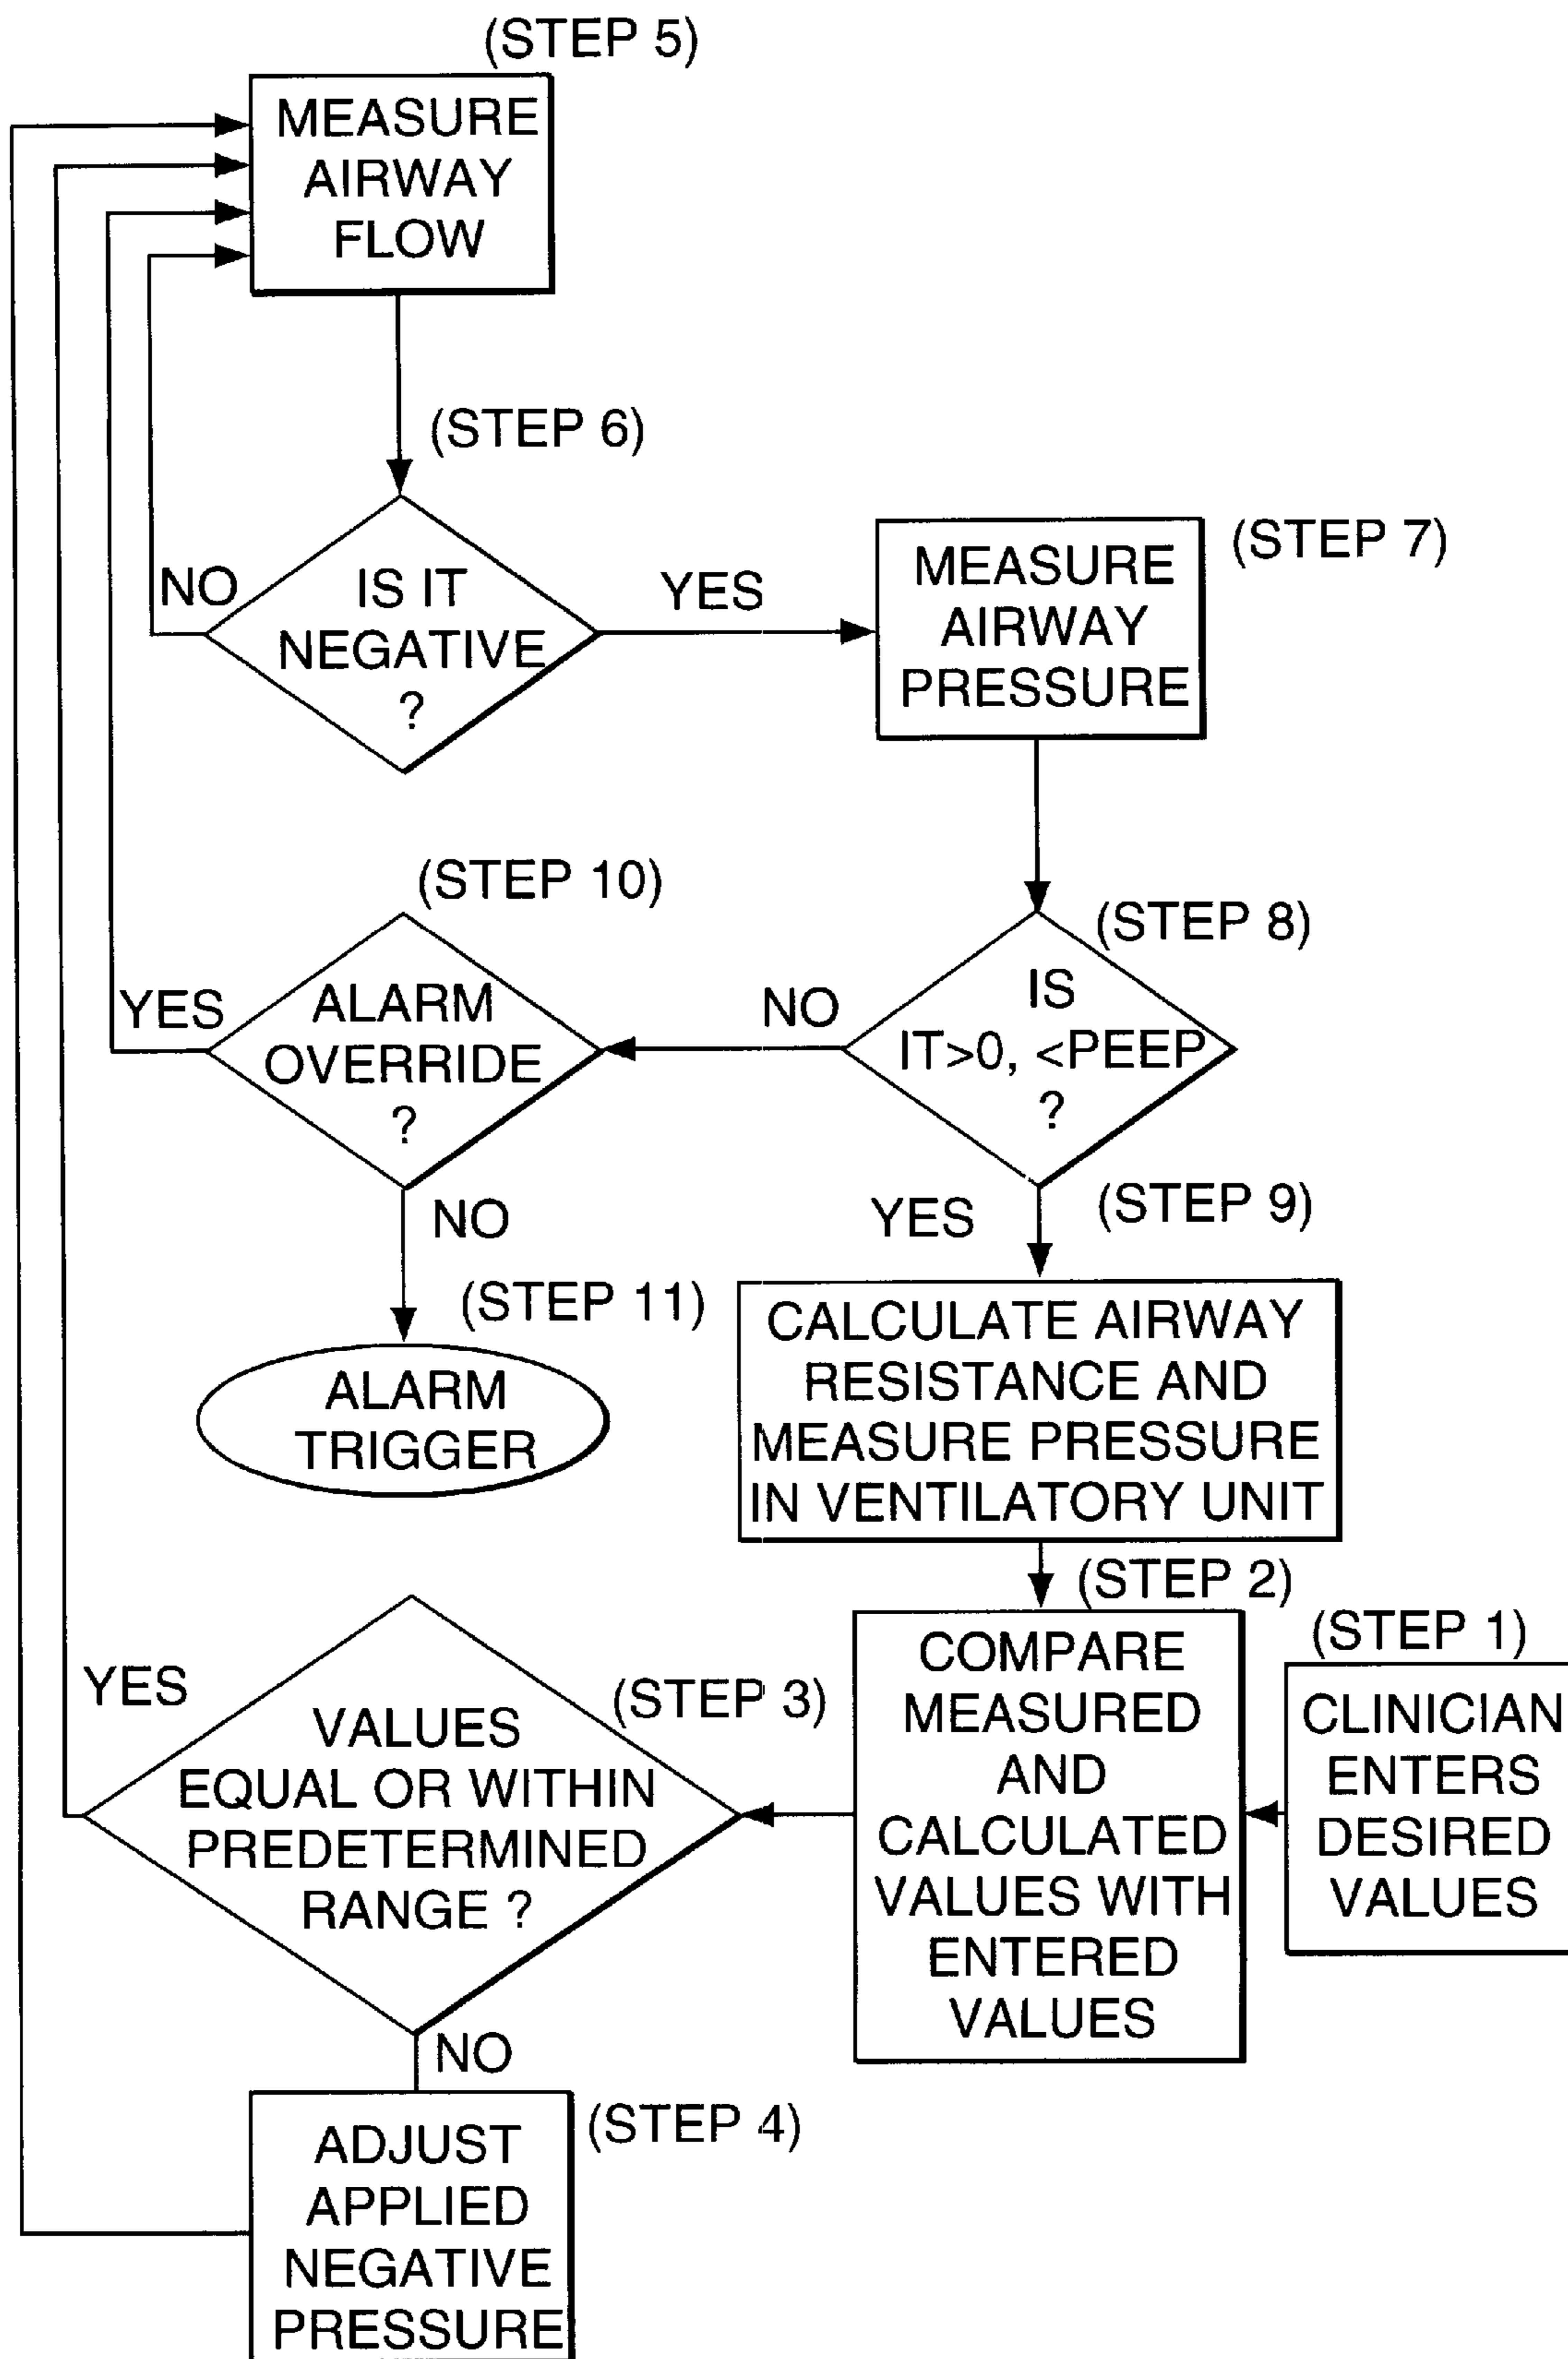 (STEP 5)
MEASURE
AIRWAY
FLOW
(STEP 6)
IS IT
NEGATIVE
?
NO
YES
(STEP 7)
MEASURE
AIRWAY
PRESSURE
(STEP 8)
IS
IT>0, <PEEP
?
NO
YES
(STEP 10)
ALARM
OVERRIDE
?
YES
NO
(STEP 11)
ALARM
TRIGGER
(STEP 9)
CALCULATE AIRWAY
RESISTANCE AND
MEASURE PRESSURE
IN VENTILATORY UNIT
(STEP 2)
COMPARE
MEASURED
AND
CALCULATED
VALUES WITH
ENTERED
VALUES
(STEP 1)
CLINICIAN
ENTERS
DESIRED
VALUES
(STEP 3)
VALUES
EQUAL OR WITHIN
PREDETERMINED
RANGE ?
YES
NO
(STEP 4)
ADJUST
APPLIED
NEGATIVE
PRESSURE